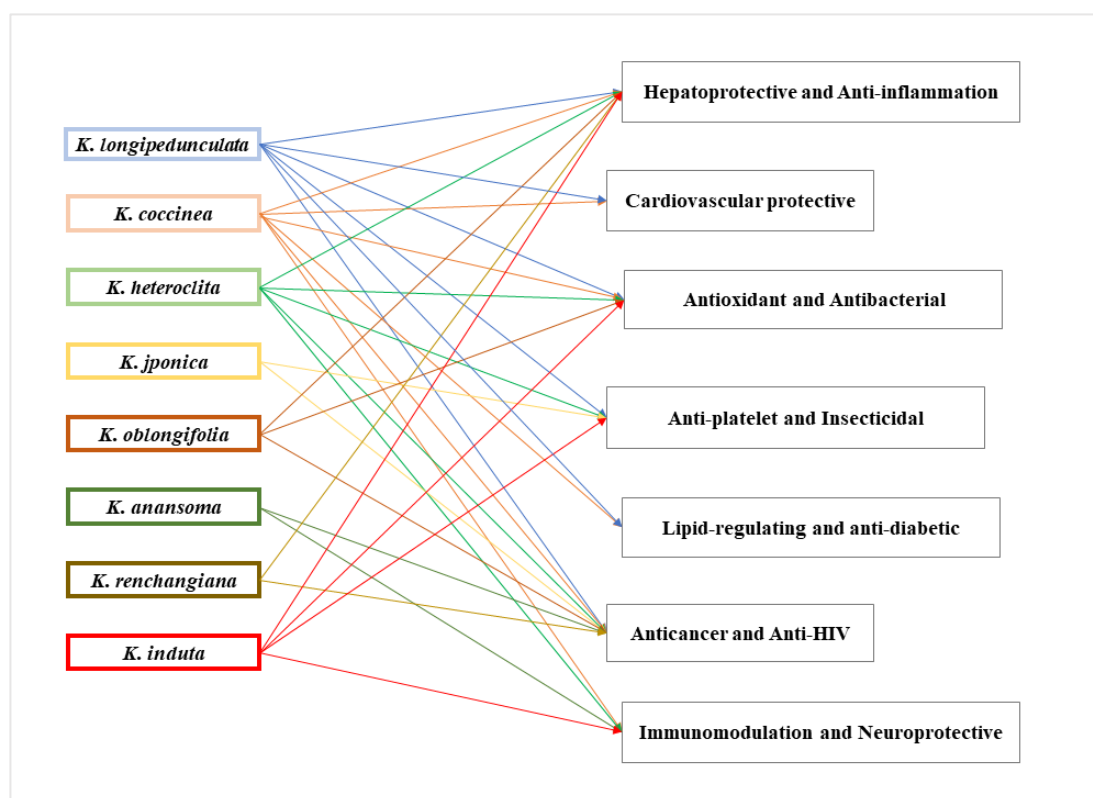 K. longipedunculata
K. coccinea
K. heteroclita
K. jponica
K. oblongifolia
K. anansoma
K. renchangiana
K. induta
Hepatoprotective and Anti-inflammation
Cardiovascular protective
Antioxidant and Antibacterial
Anti-platelet and Insecticidal
Lipid-regulating and anti-diabetic
Anticancer and Anti-HIV
Immunomodulation and Neuroprotective